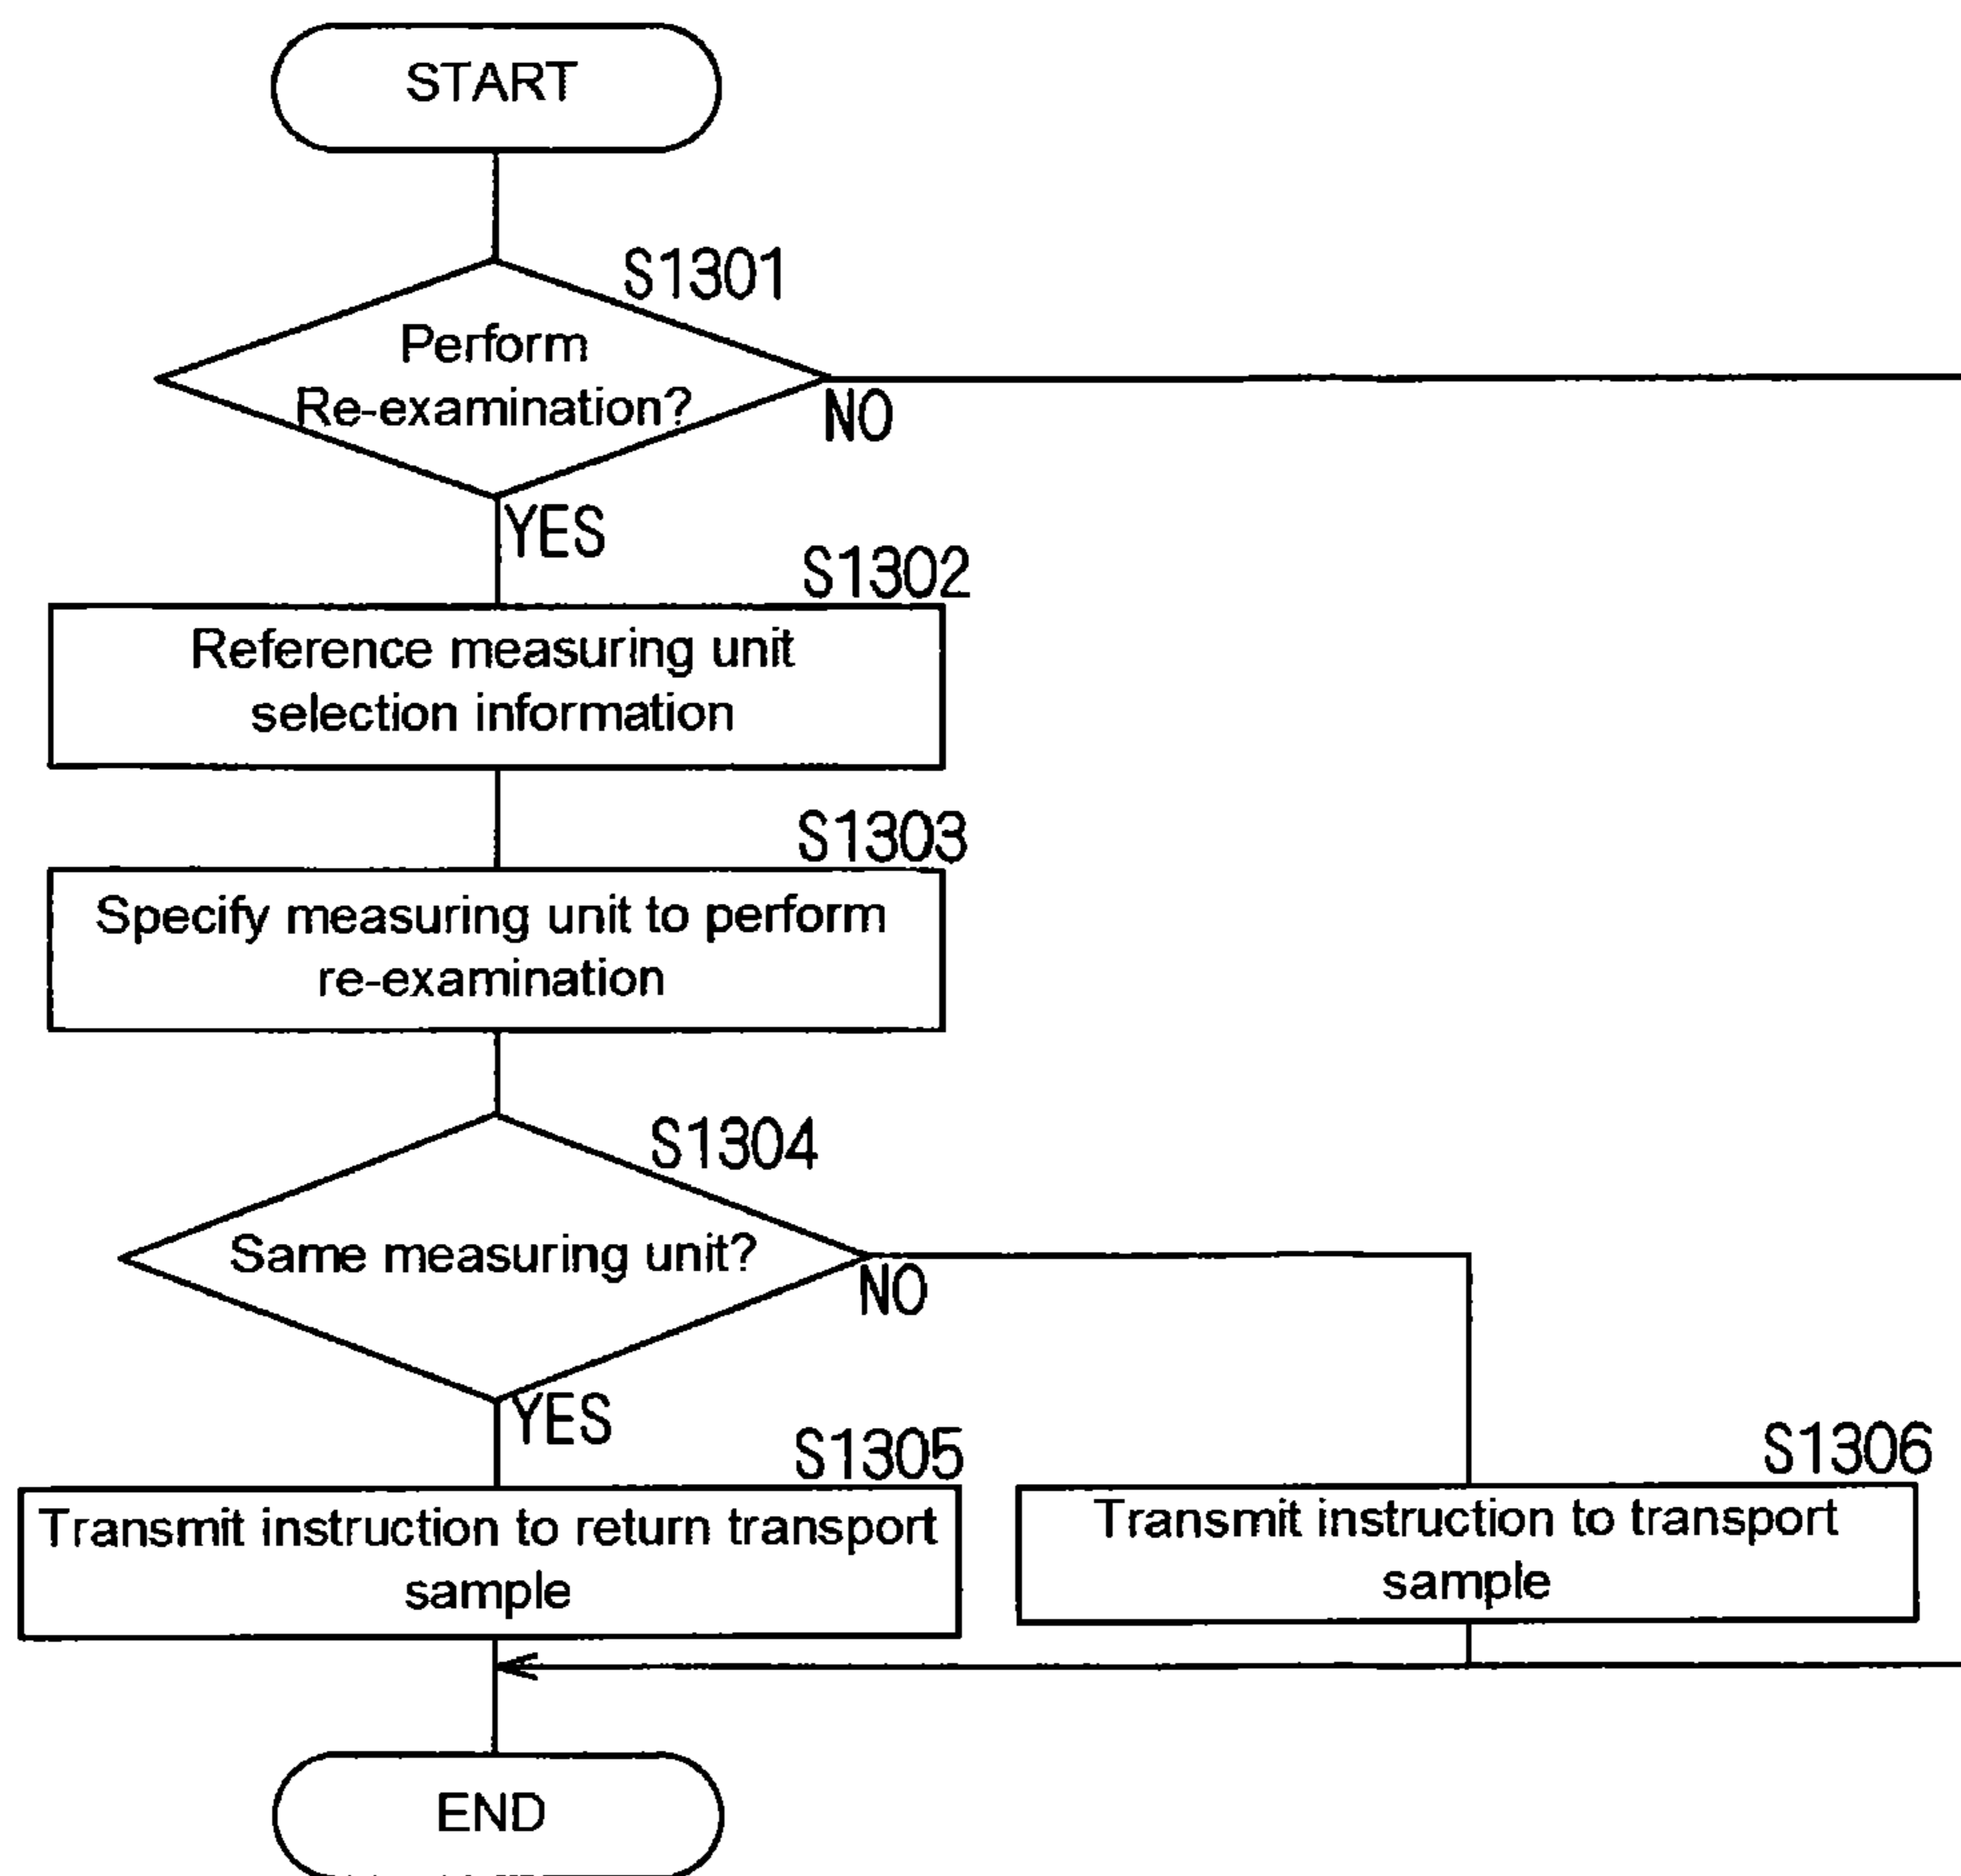 START
S1301
Perform
Re-examination?
NO
YES
S1302
Reference measuring unit
selection information
S1303
Specify measuring unit to perform
re-examination
S1304
Same measuring unit?
NO
YES
S1305
Transmit instruction to return transport
sample
S1306
Transmit instruction to transport
sample
END